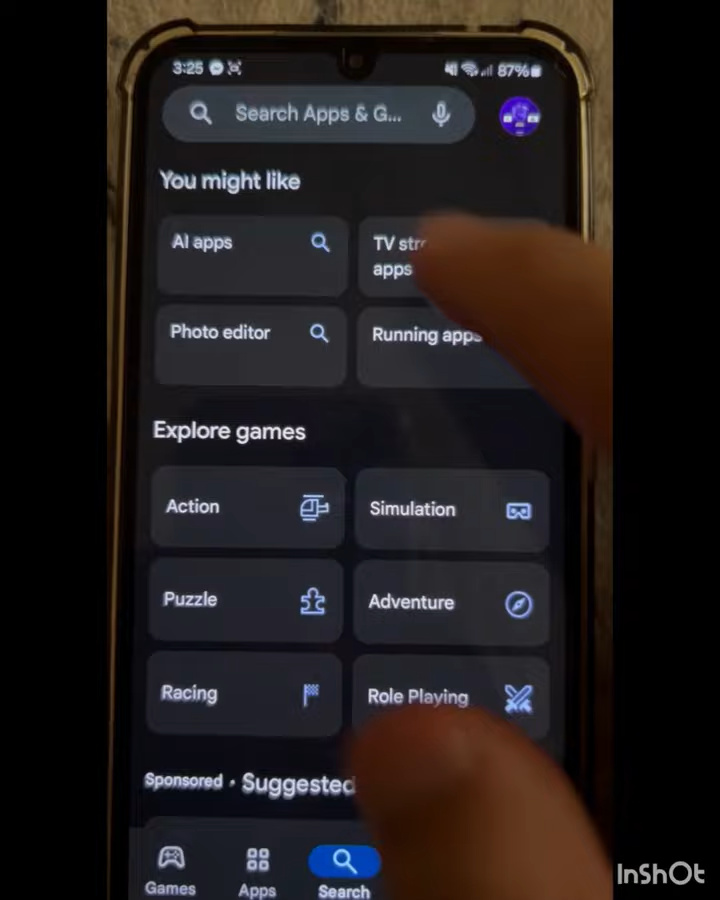 3:25 87%
Search Apps & G...
You might like
AI apps
TV str
apps
Photo editor
Running apps
Explore games
Action
Simulation
Puzzle
Adventure
Racing
Role Playing
Sponsored • Suggested
Games
Apps
Search
InShOt